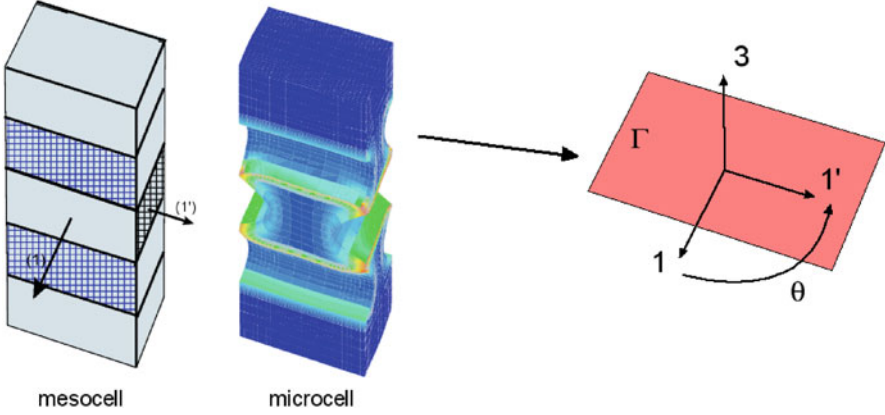 (1)
(1')
mesocell
microcell
3
Γ
1'
1
θ